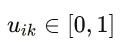 u_{ik} ∈ [0, 1]